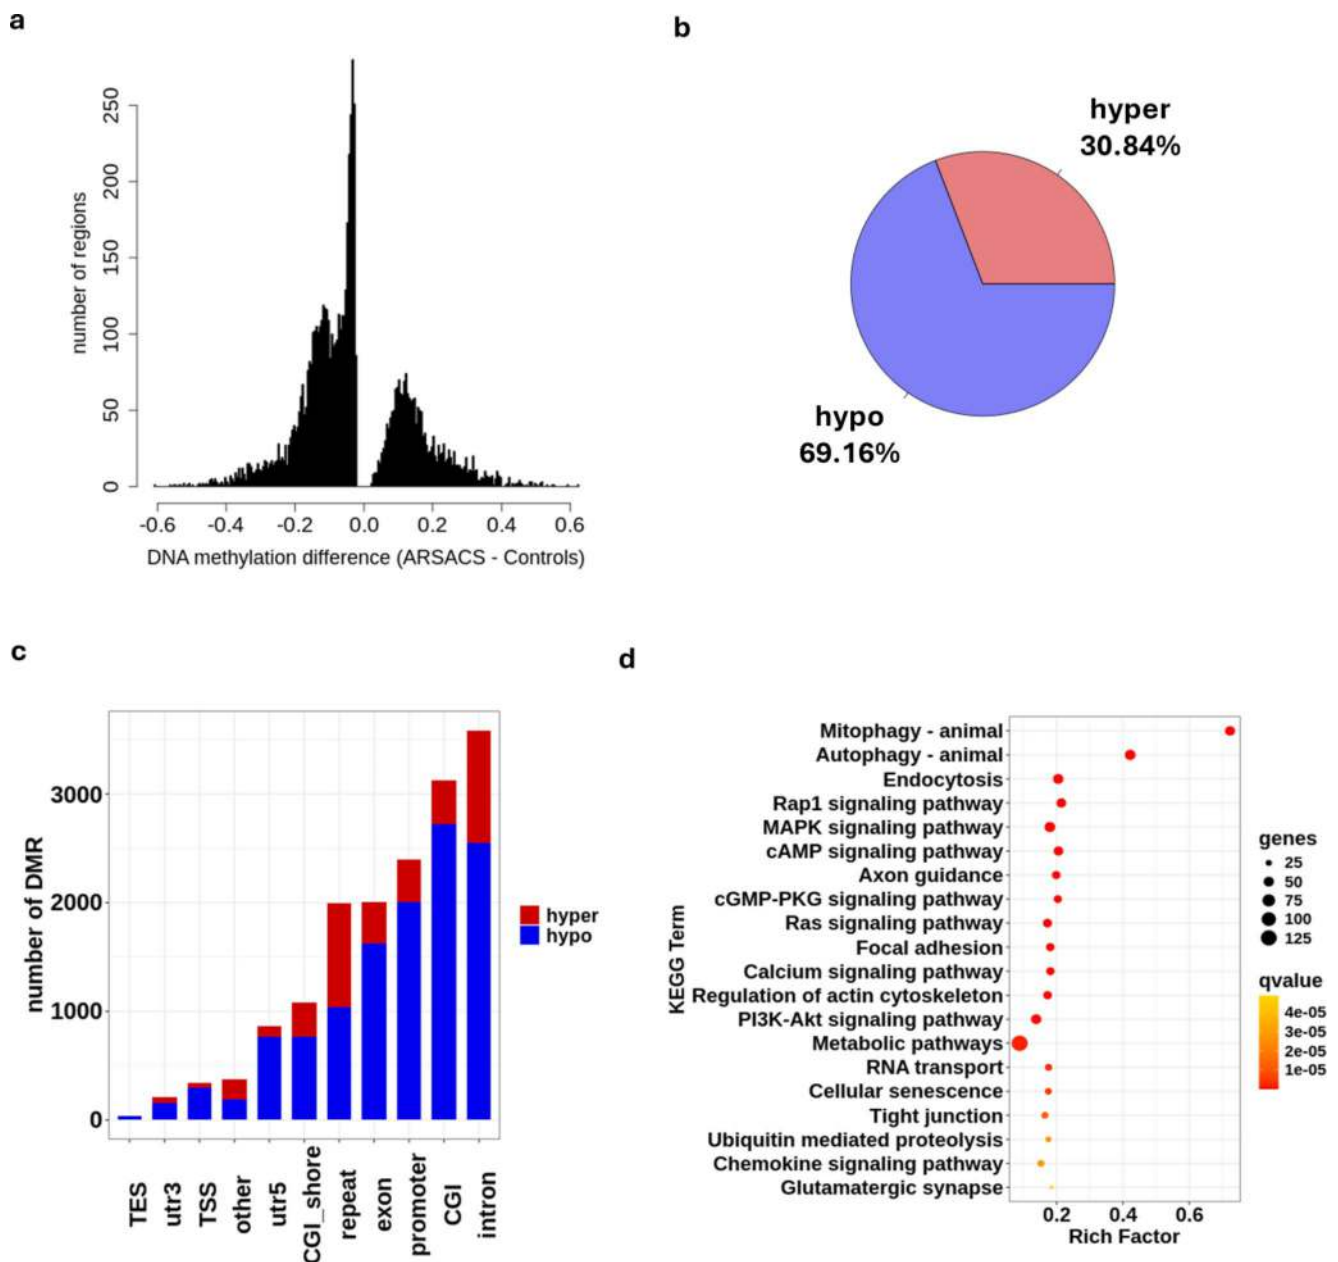 a
250
200
150
100
50
0
number of regions
-0.6 -0.4 -0.2 0.0 0.2 0.4 0.6
DNA methylation difference (ARSACS - Controls)
b
hyper
30.84%
hypo
69.16%
c
number of DMR
3000
2000
1000
0
TES
utr3
TSS
other
utr5
CGI_shore
repeat
exon
promoter
CGI
intron
hyper
hypo
d
KEGG Term
Mitophagy - animal
Autophagy - animal
Endocytosis
Rap1 signaling pathway
MAPK signaling pathway
cAMP signaling pathway
Axon guidance
cGMP-PKG signaling pathway
Ras signaling pathway
Focal adhesion
Calcium signaling pathway
Regulation of actin cytoskeleton
PI3K-Akt signaling pathway
Metabolic pathways
RNA transport
Cellular senescence
Tight junction
Ubiquitin mediated proteolysis
Chemokine signaling pathway
Glutamatergic synapse
0.2 0.4 0.6
Rich Factor
genes
25
50
75
100
125
qvalue
4e-05
3e-05
2e-05
1e-05